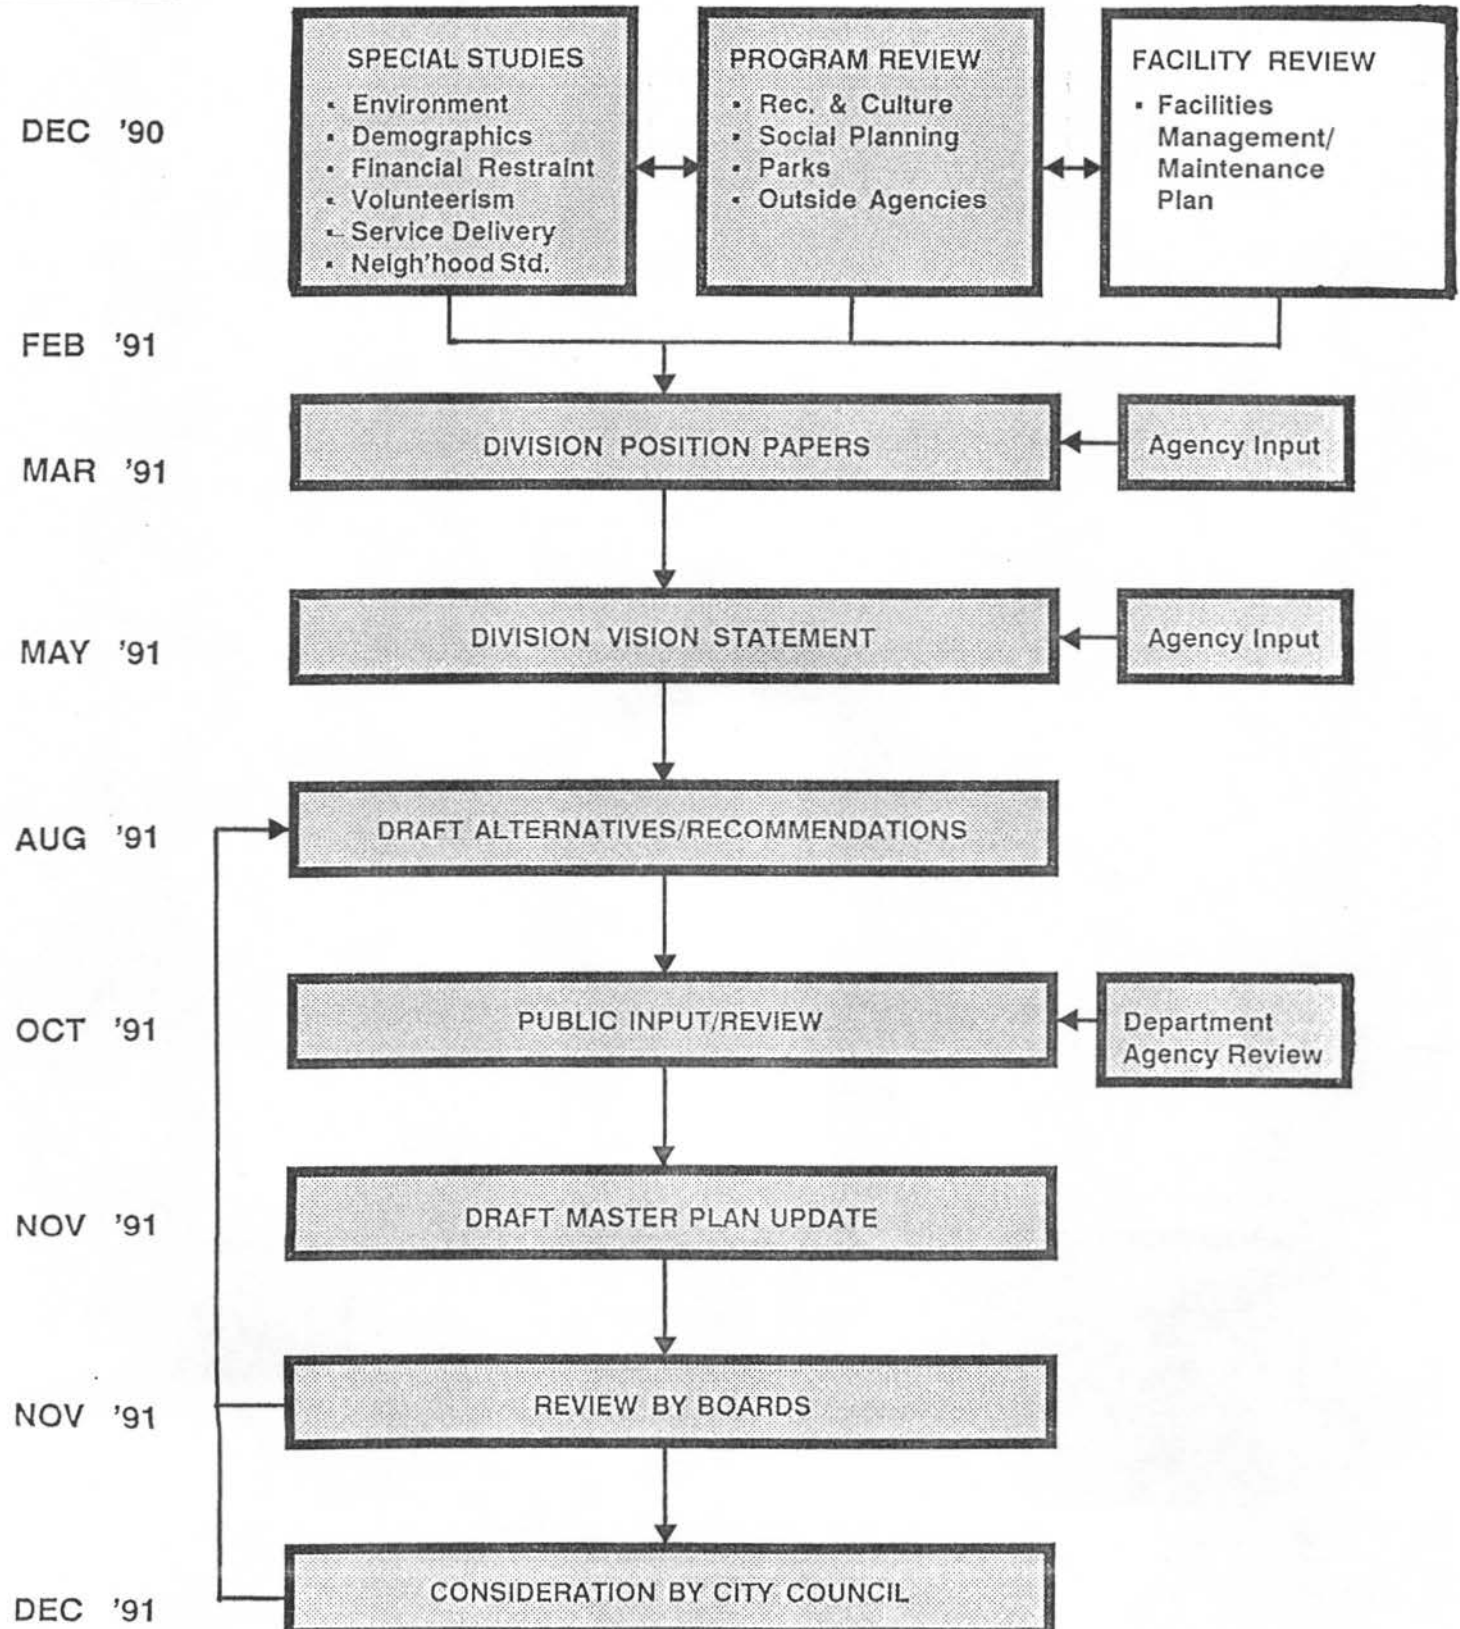 DEC '90
SPECIAL STUDIES
▪ Environment
▪ Demographics
▪ Financial Restraint
▪ Volunteerism
▪ Service Delivery
▪ Neigh'hood Std.
PROGRAM REVIEW
▪ Rec. & Culture
▪ Social Planning
▪ Parks
▪ Outside Agencies
FACILITY REVIEW
▪ Facilities
Management/
Maintenance
Plan
FEB '91
MAR '91
DIVISION POSITION PAPERS
Agency Input
MAY '91
DIVISION VISION STATEMENT
Agency Input
AUG '91
DRAFT ALTERNATIVES/RECOMMENDATIONS
OCT '91
PUBLIC INPUT/REVIEW
Department
Agency Review
NOV '91
DRAFT MASTER PLAN UPDATE
NOV '91
REVIEW BY BOARDS
DEC '91
CONSIDERATION BY CITY COUNCIL